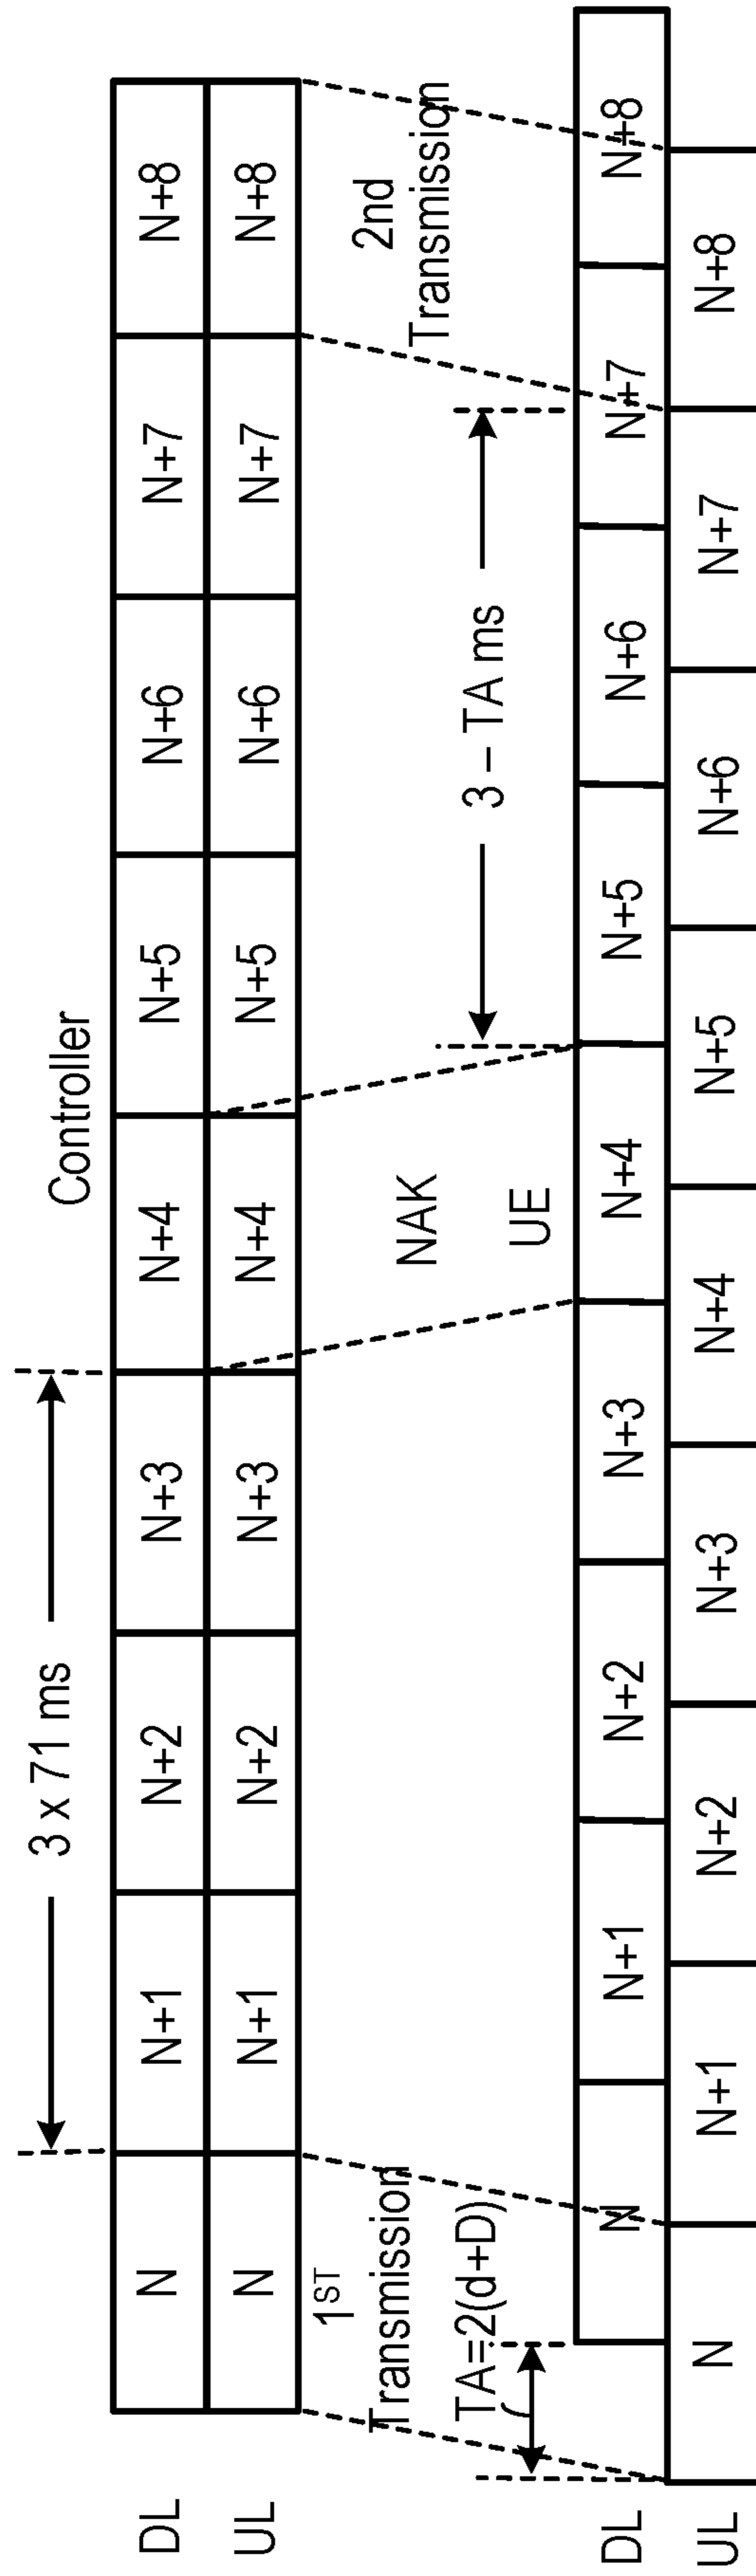 3 x 71 ms
Controller
DL N N+1 N+2 N+3 N+4 N+5 N+6 N+7 N+8
UL N N+1 N+2 N+3 N+4 N+5 N+6 N+7 N+8
1ST
Transmission
NAK
2nd
Transmission
TA=2(d+D)
3 – TA ms
UE
DL N N+1 N+2 N+3 N+4 N+5 N+6 N+7 N+8
UL N N+1 N+2 N+3 N+4 N+5 N+6 N+7 N+8